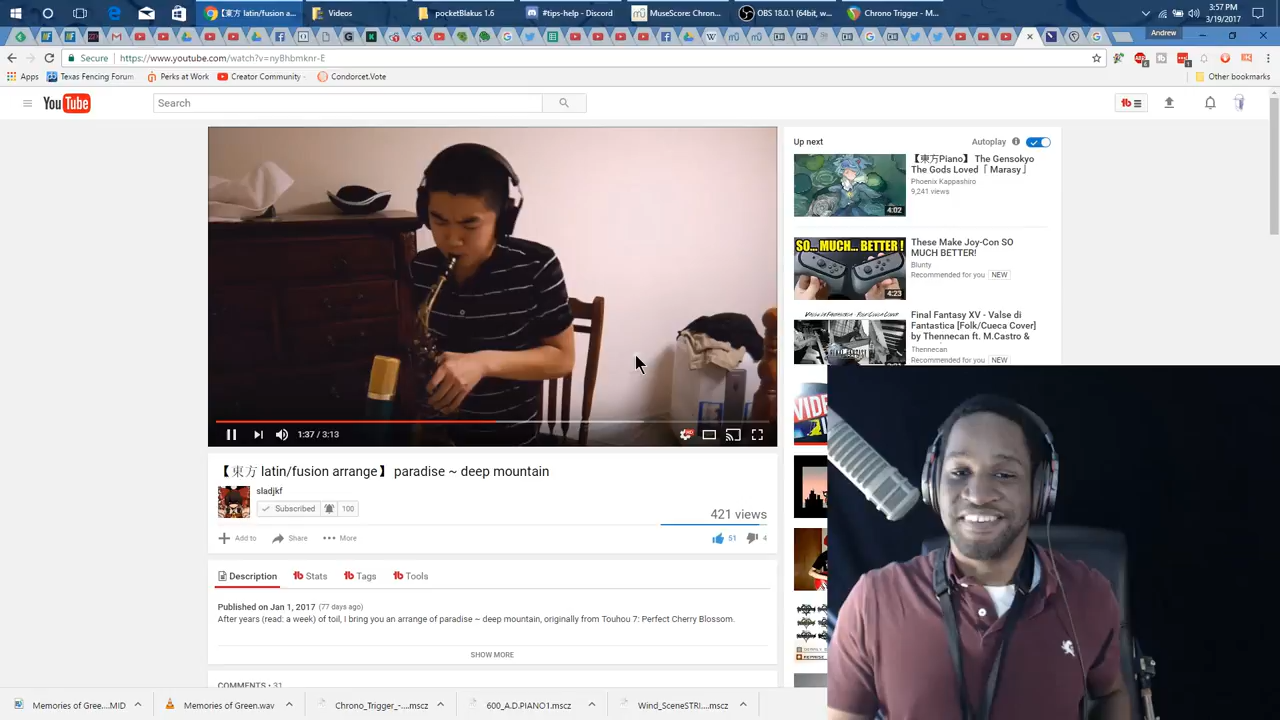 latin/fusion a...
Videos
pocketBlakus 1.6
#tips-help - Discord
MuseScore: Chron...
OBS 18.0.1 (64bit, w...
Chrono Trigger - M...
3:57 PM
3/19/2017
Andrew
Secure
https://www.youtube.com/watch?v=nyBhbmknr-E
Apps
Texas Fencing Forum
Perks at Work
Creator Community -
Condorcet.Vote
Other bookmarks
YouTube
Search
1:37 / 3:13
【東方 latin/fusion arrange】 paradise ~ deep mountain
sladjkf
Subscribed
100
421 views
Add to
Share
More
51
4
Description
Stats
Tags
Tools
Published on Jan 1, 2017 (77 days ago)
After years (read: a week) of toil, I bring you an arrange of paradise ~ deep mountain, originally from Touhou 7: Perfect Cherry Blossom.
SHOW MORE
COMMENTS • 31
Up next
Autoplay
【東方Piano】 The Gensokyo
The Gods Loved「 Marasy」
Phoenix Kappashiro
9,241 views
4:02
SO... MUCH... BETTER !
These Make Joy-Con SO
MUCH BETTER!
Blunty
Recommended for you
NEW
4:23
Final Fantasy XV - Valse di
Fantastica [Folk/Cueca Cover]
by Thennecan ft. M.Castro &
Thennecan
Recommended for you
NEW
Memories of Gree....MID
Memories of Green.wav
Chrono_Trigger_-....mscz
600_A.D.PIANO1.mscz
Wind_SceneSTRI....mscz